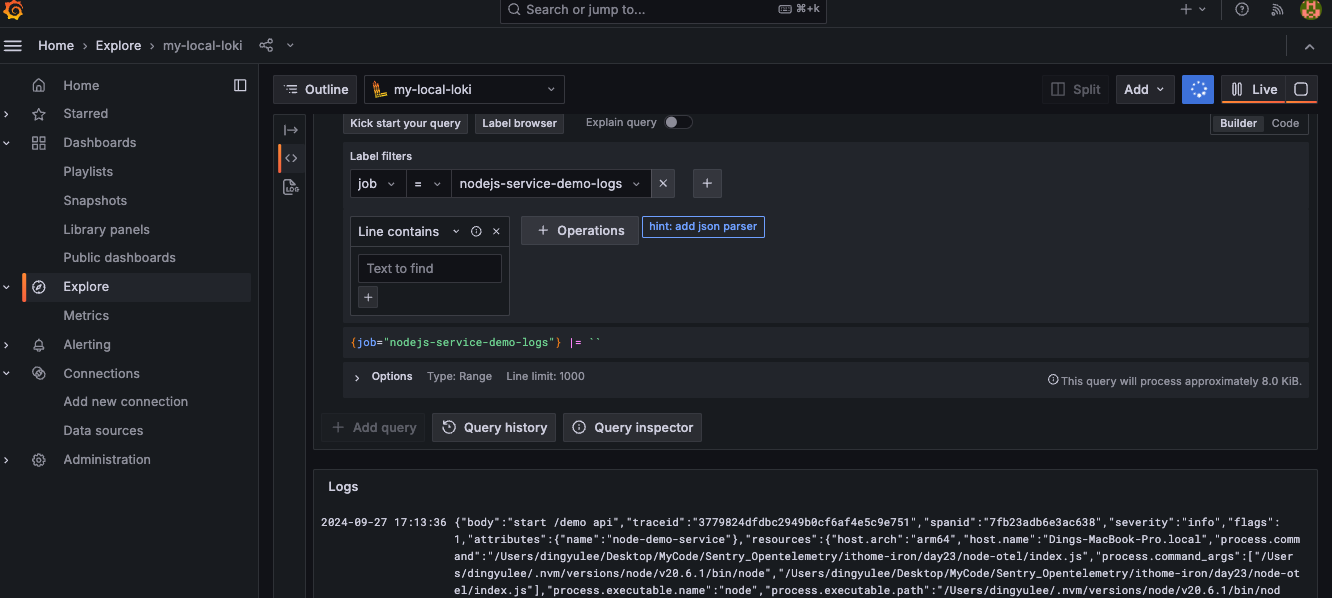 Search or jump to... ⌘+k
Home › Explore › my-local-loki
Home
Starred
Dashboards
Playlists
Snapshots
Library panels
Public dashboards
Explore
Metrics
Alerting
Connections
Add new connection
Data sources
Administration
Outline my-local-loki Split Add Live
Kick start your query Label browser Explain query Builder Code
Label filters
job = nodejs-service-demo-logs
Line contains + Operations hint: add json parser
Text to find
{job="nodejs-service-demo-logs"} |= ``
Options Type: Range Line limit: 1000 This query will process approximately 8.0 KiB.
+ Add query Query history Query inspector
LOG
Logs
2024-09-27 17:13:36 {"body":"start /demo api","traceid":"3779824dfdbc2949b0cf6af4e5c9e751","spanid":"7fb23adb6e3ac638","severity":"info","flags":
1,"attributes":{"name":"node-demo-service"},"resources":{"host.arch":"arm64","host.name":"Dings-MacBook-Pro.local","process.comm
and":"/Users/dingyulee/Desktop/MyCode/Sentry_Opentelemetry/ithome-iron/day23/node-otel/index.js","process.command_args":["/User
s/dingyulee/.nvm/versions/node/v20.6.1/bin/node","/Users/dingyulee/Desktop/MyCode/Sentry_Opentelemetry/ithome-iron/day23/node-ot
el/index.js"],"process.executable.name":"node","process.executable.path":"/Users/dingyulee/.nvm/versions/node/v20.6.1/bin/nod